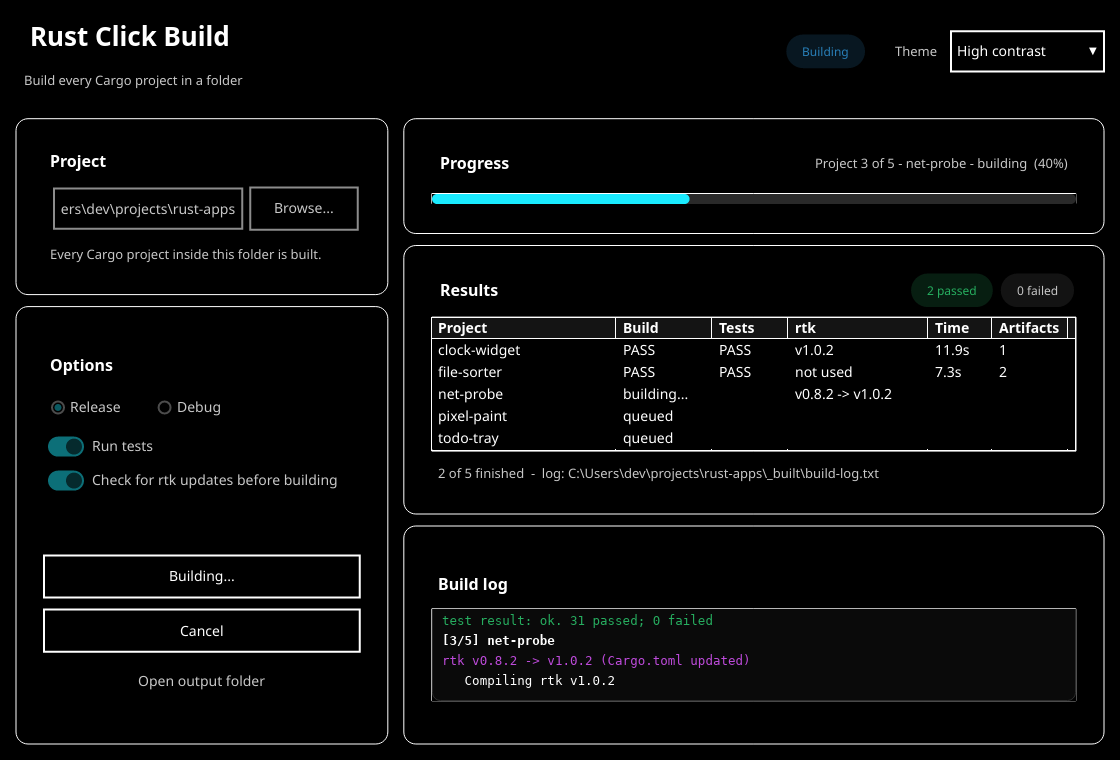 Rust Click Build
Build every Cargo project in a folder
Building
Theme
High contrast
Project
ers\dev\projects\rust-apps
Browse...
Every Cargo project inside this folder is built.
Options
Release
Debug
Run tests
Check for rtk updates before building
Building...
Cancel
Open output folder
Progress
Project 3 of 5 - net-probe - building (40%)
Results
2 passed
0 failed
Project Build Tests rtk Time Artifacts
clock-widget PASS PASS v1.0.2 11.9s 1
file-sorter PASS PASS not used 7.3s 2
net-probe building... v0.8.2 -> v1.0.2
pixel-paint queued
todo-tray queued
2 of 5 finished - log: C:\Users\dev\projects\rust-apps\_built\build-log.txt
Build log
test result: ok. 31 passed; 0 failed
[3/5] net-probe
rtk v0.8.2 -> v1.0.2 (Cargo.toml updated)
Compiling rtk v1.0.2